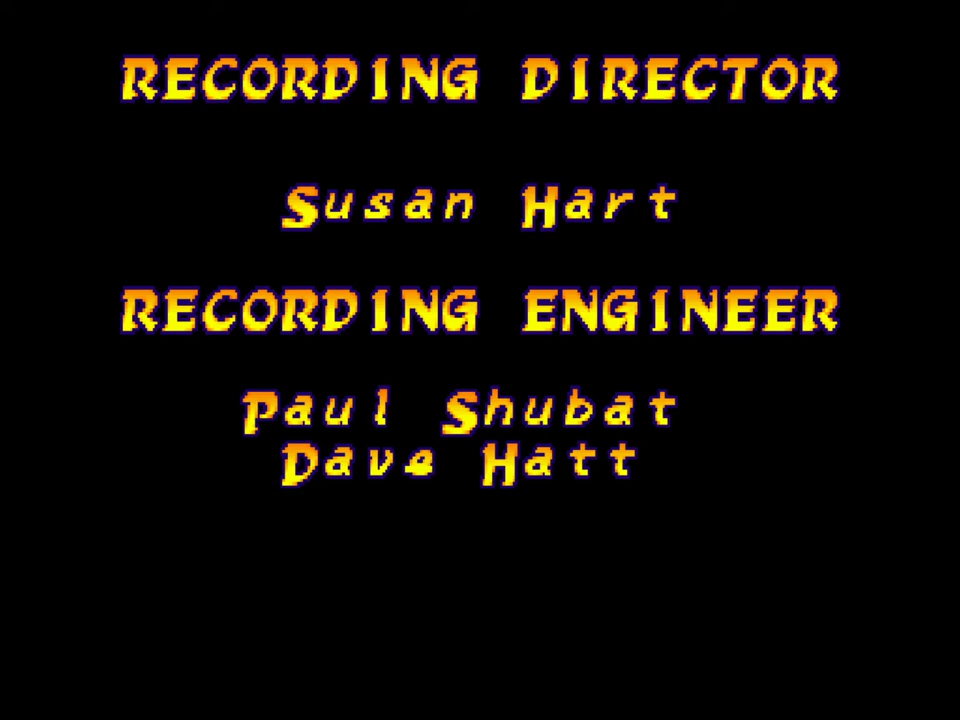 RECORDING DIRECTOR
Susan Hart
RECORDING ENGINEER
Paul Shubat
Dave Hatt